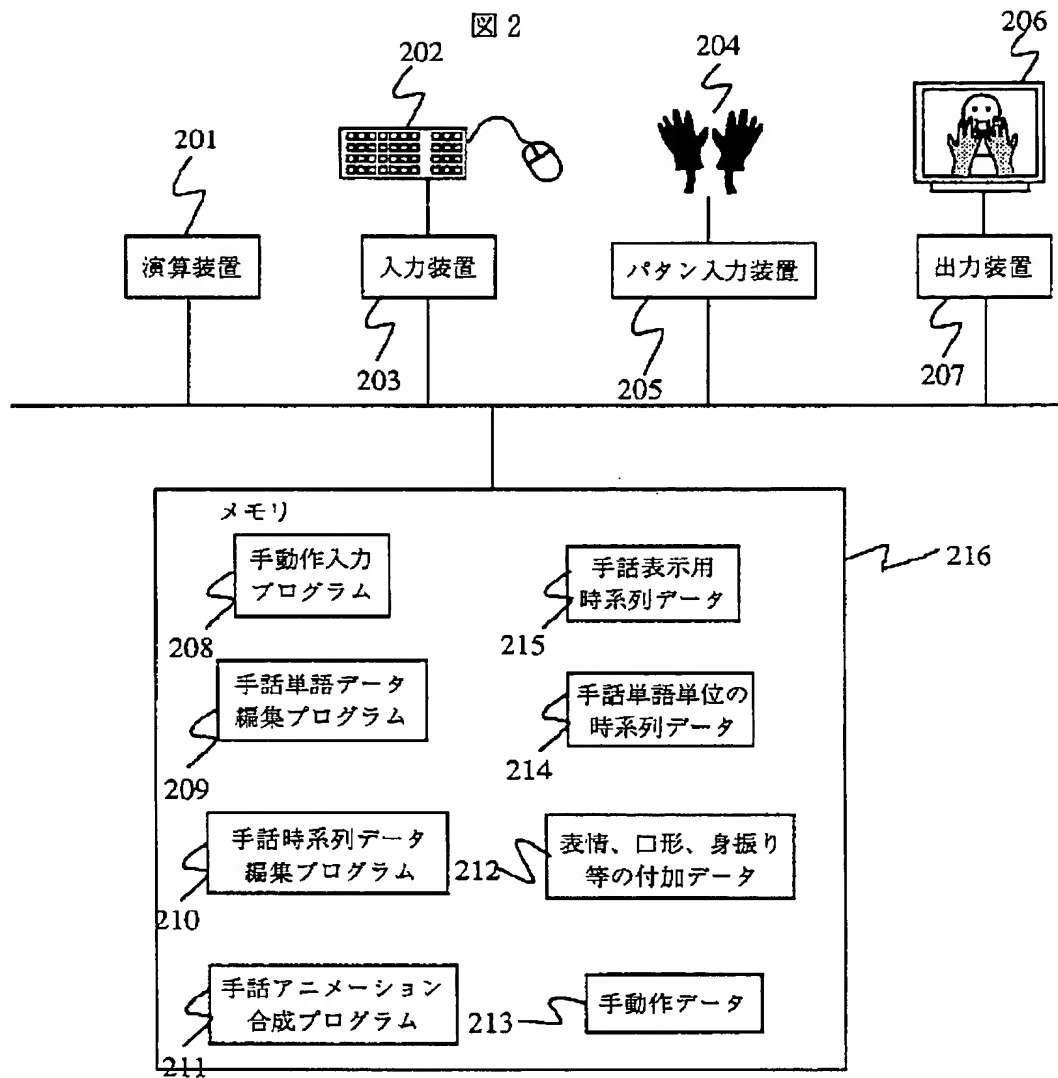 図2
206
202
204
201
演算装置
入力装置
パタン入力装置
出力装置
203
205
207
メモリ
216
手動作入力
プログラム
208
手話表示用
時系列データ
215
手話単語データ
編集プログラム
209
手話単語単位の
時系列データ
214
手話時系列データ
編集プログラム
210
212
表情、口形、身振り
等の付加データ
手話アニメーション
合成プログラム
211
213
手動作データ